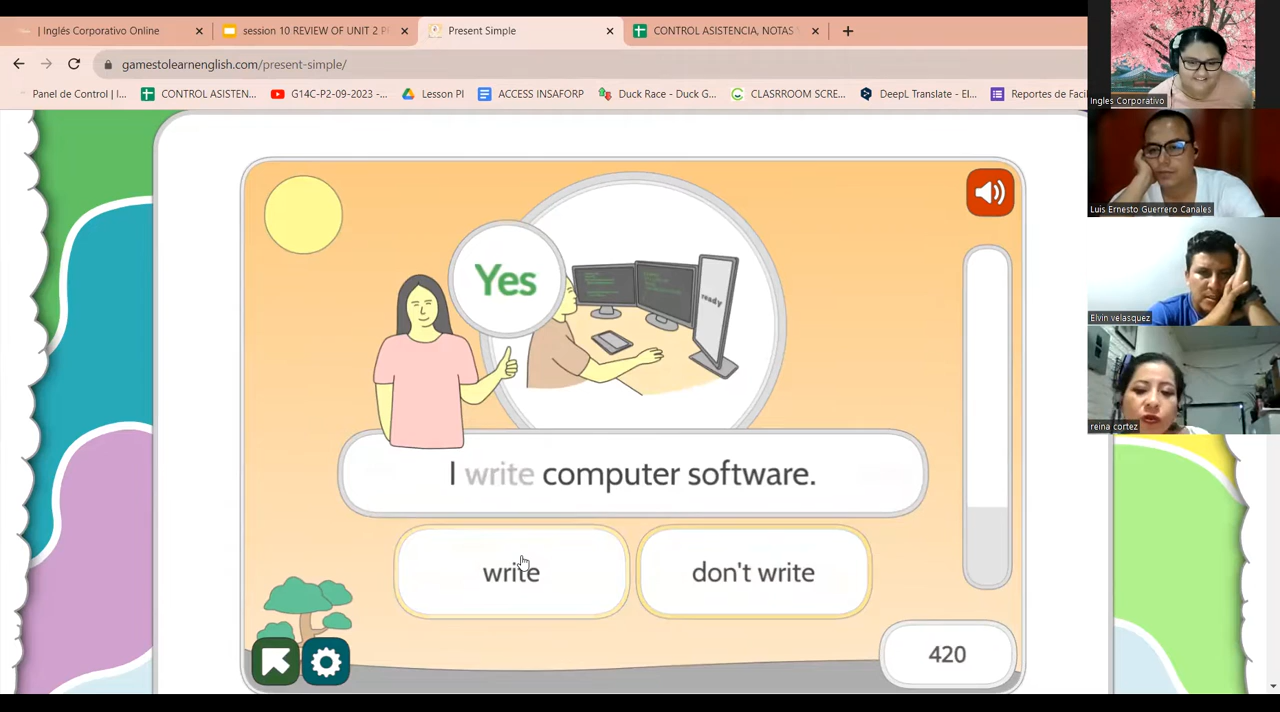 Inglés Corporativo Online
session 10 REVIEW OF UNIT 2 P
Present Simple
CONTROL ASISTENCIA, NOTAS
gamestolearnenglish.com/present-simple/
Panel de Control | I...
CONTROL ASISTEN...
G14C-P2-09-2023 -...
Lesson Pl
ACCESS INSAFORP
Duck Race - Duck G...
CLASRROOM SCRE...
DeepL Translate - El...
Reportes de Facil
Ingles Corporativo
Luis Ernesto Guerrero Canales
Elvin velasquez
reina cortez
Yes
ready
I write computer software.
write
don't write
420